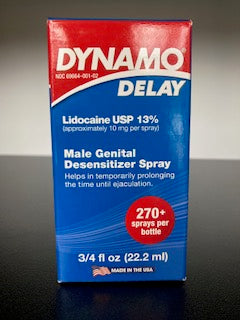 DYNAMO®
NDC 69664-001-02
DELAY
Lidocaine USP 13%
(approximately 10 mg per spray)
Male Genital
Desensitizer Spray
Helps in temporarily prolonging
the time until ejaculation.
270+
sprays per
bottle
3/4 fl oz (22.2 ml)
MADE IN THE USA